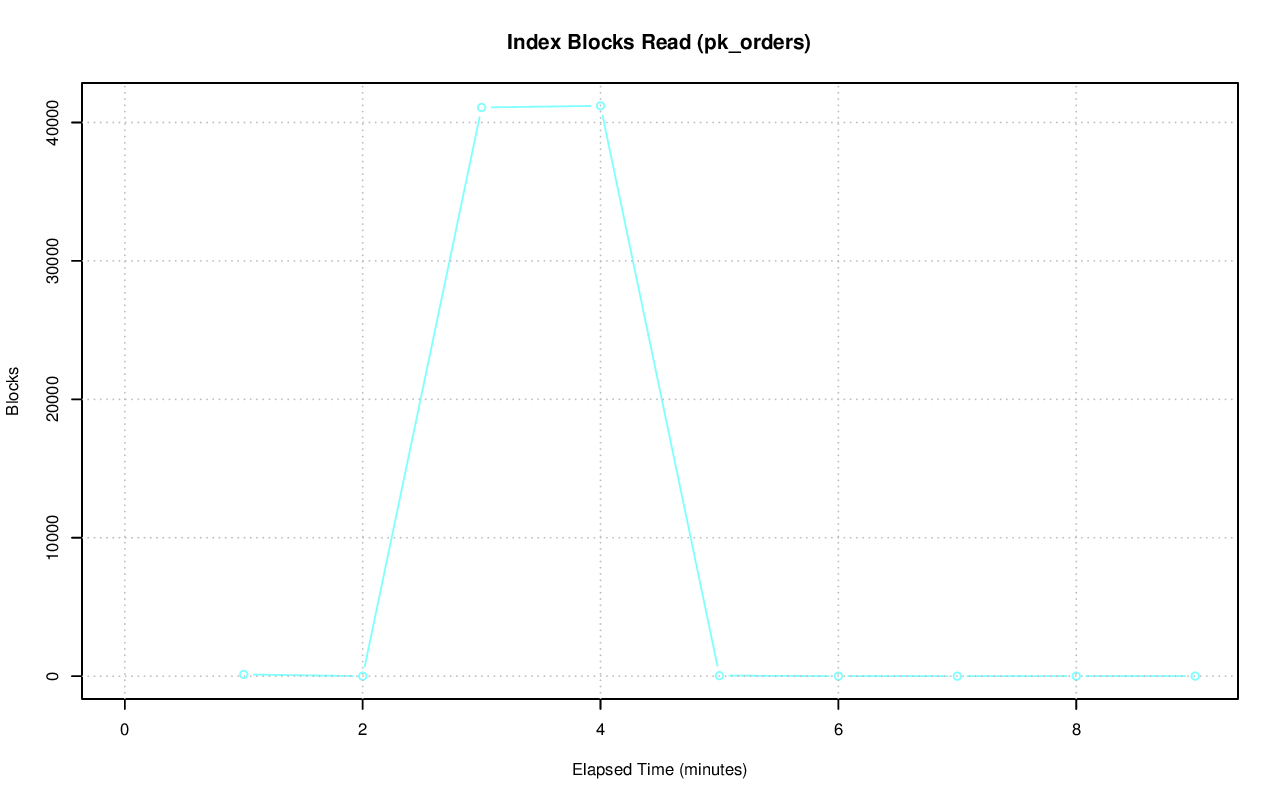 Index Blocks Read (pk_orders)
40000
30000
20000
10000
0
Blocks
0 2 4 6 8
Elapsed Time (minutes)